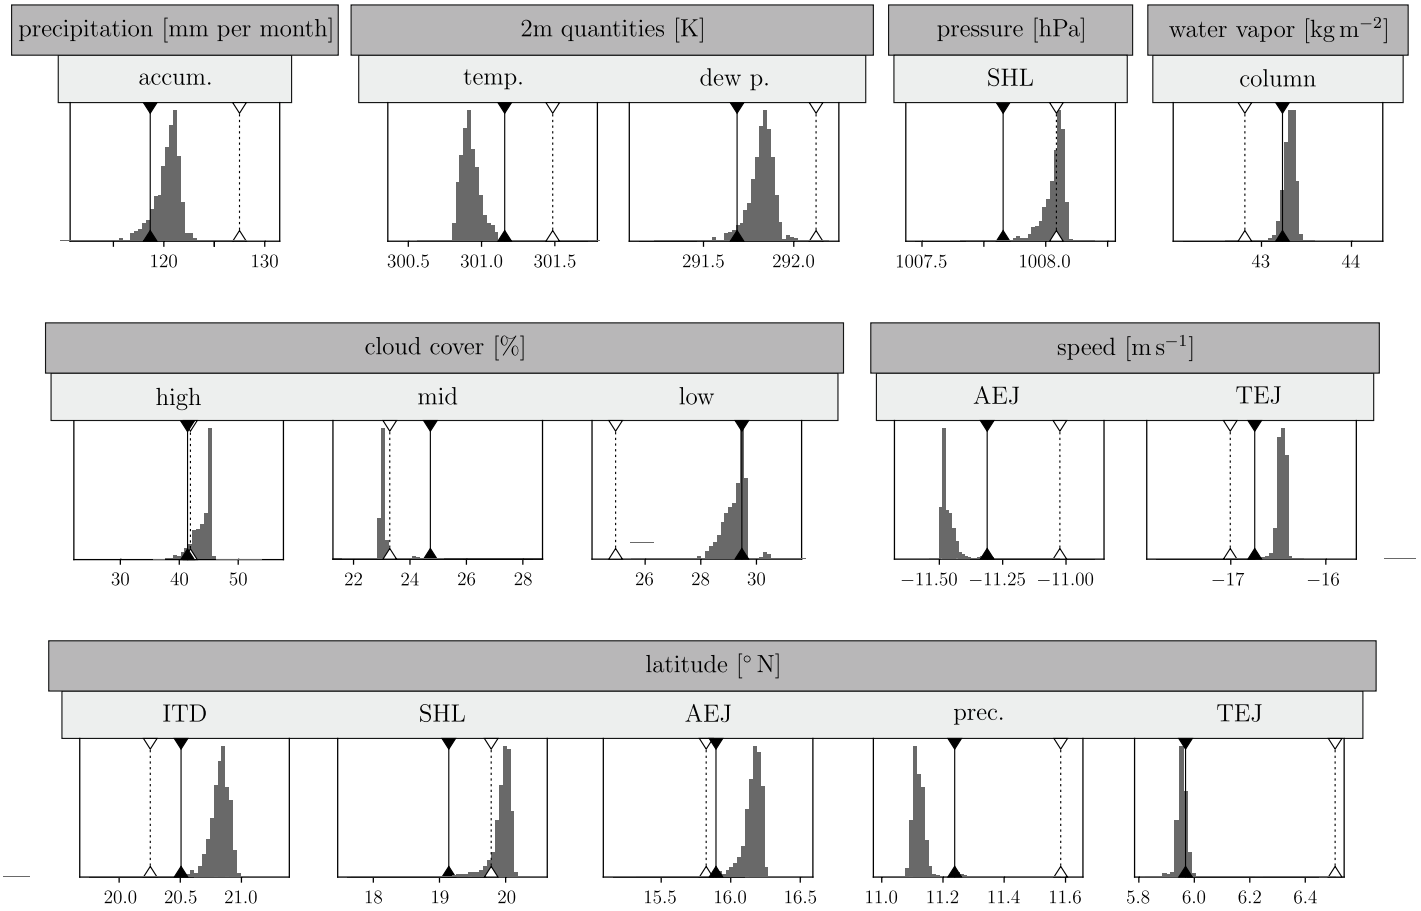 precipitation [mm per month] 2m quantities [K] pressure [hPa] water vapor [kg m⁻²]
accum. temp. dew p. SHL column
120 130 300.5 301.0 301.5 291.5 292.0 1007.5 1008.0 43 44
cloud cover [%] speed [m s⁻¹]
high mid low AEJ TEJ
30 40 50 22 24 26 28 26 28 30 −11.50 −11.25 −11.00 −17 −16
latitude [° N]
ITD SHL AEJ prec. TEJ
20.0 20.5 21.0 18 19 20 15.5 16.0 16.5 11.0 11.2 11.4 11.6 5.8 6.0 6.2 6.4